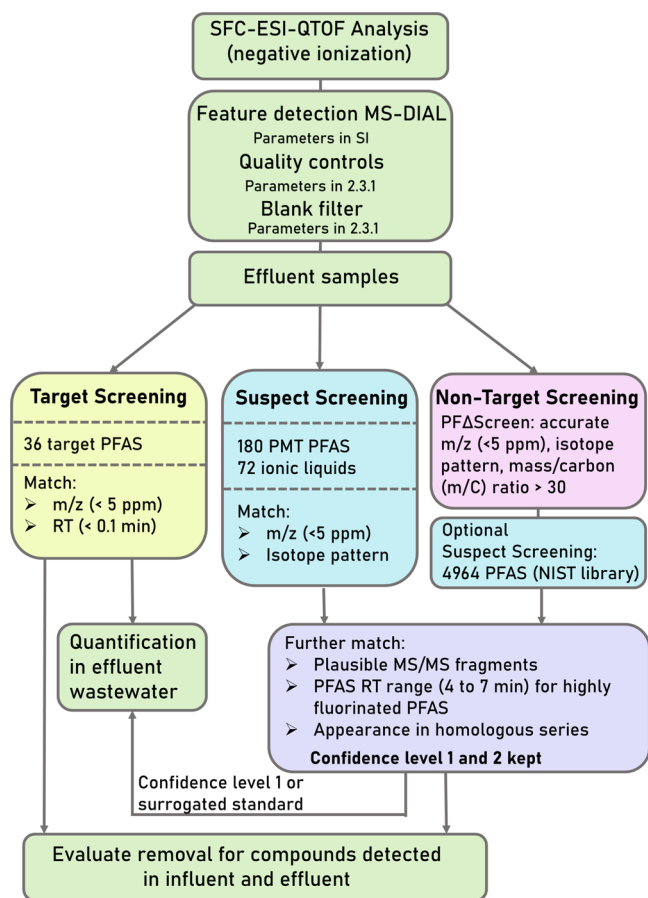 SFC-ESI-QTOF Analysis
(negative ionization)
Feature detection MS-DIAL
Parameters in SI
Quality controls
Parameters in 2.3.1
Blank filter
Parameters in 2.3.1
Effluent samples
Target Screening
36 target PFAS
Match:
➢ m/z (< 5 ppm)
➢ RT (< 0.1 min)
Suspect Screening
180 PMT PFAS
72 ionic liquids
Match:
➢ m/z (<5 ppm)
➢ Isotope pattern
Non-Target Screening
PFΔScreen: accurate
m/z (<5 ppm), isotope
pattern, mass/carbon
(m/C) ratio > 30
Optional
Suspect Screening:
4964 PFAS (NIST library)
Quantification
in effluent
wastewater
Further match:
➢ Plausible MS/MS fragments
➢ PFAS RT range (4 to 7 min) for highly
fluorinated PFAS
➢ Appearance in homologous series
Confidence level 1 and 2 kept
Confidence level 1 or
surrogated standard
Evaluate removal for compounds detected
in influent and effluent